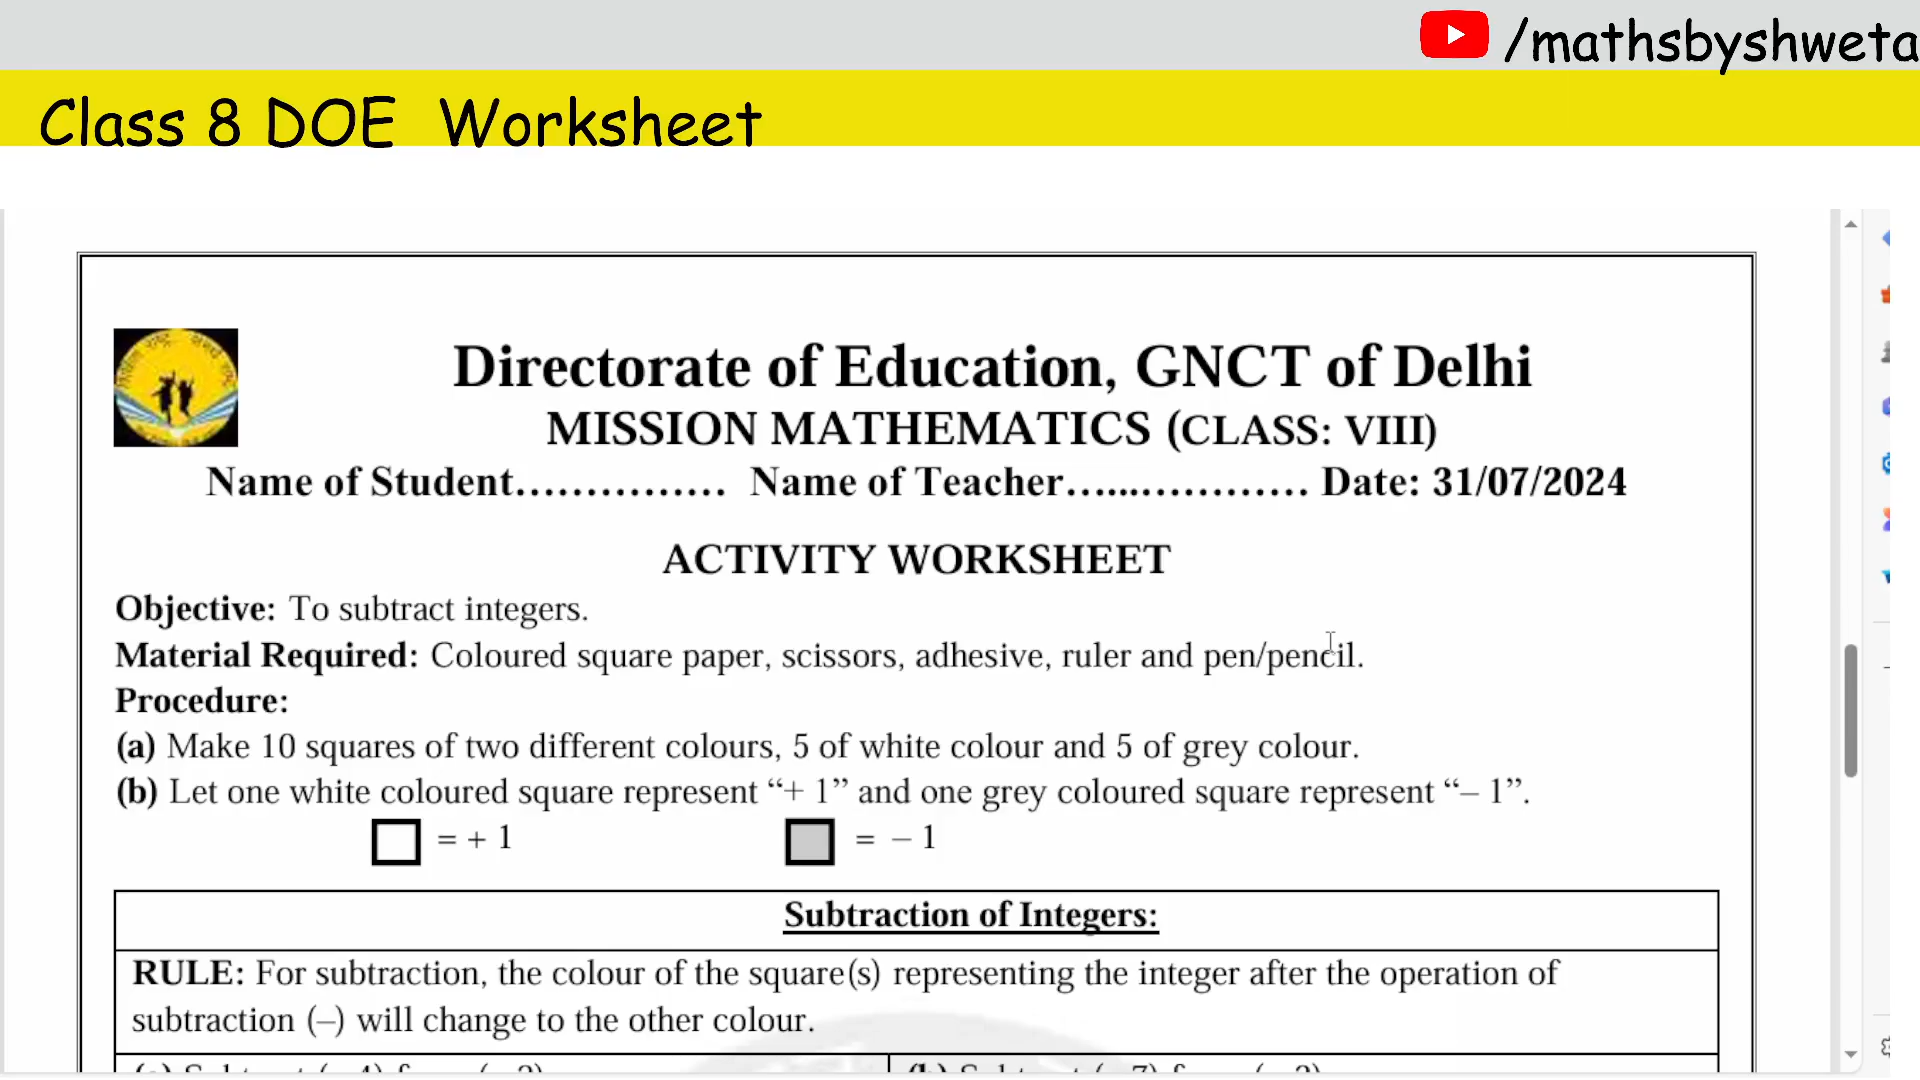 /mathsbyshweta
Class 8 DOE Worksheet
Directorate of Education, GNCT of Delhi
MISSION MATHEMATICS (CLASS: VIII)
Name of Student…………… Name of Teacher…...………… Date: 31/07/2024
ACTIVITY WORKSHEET
Objective: To subtract integers.
Material Required: Coloured square paper, scissors, adhesive, ruler and pen/pencil.
Procedure:
(a) Make 10 squares of two different colours, 5 of white colour and 5 of grey colour.
(b) Let one white coloured square represent “+ 1” and one grey coloured square represent “– 1”.
= + 1 = – 1
Subtraction of Integers:
RULE: For subtraction, the colour of the square(s) representing the integer after the operation of
subtraction (–) will change to the other colour.